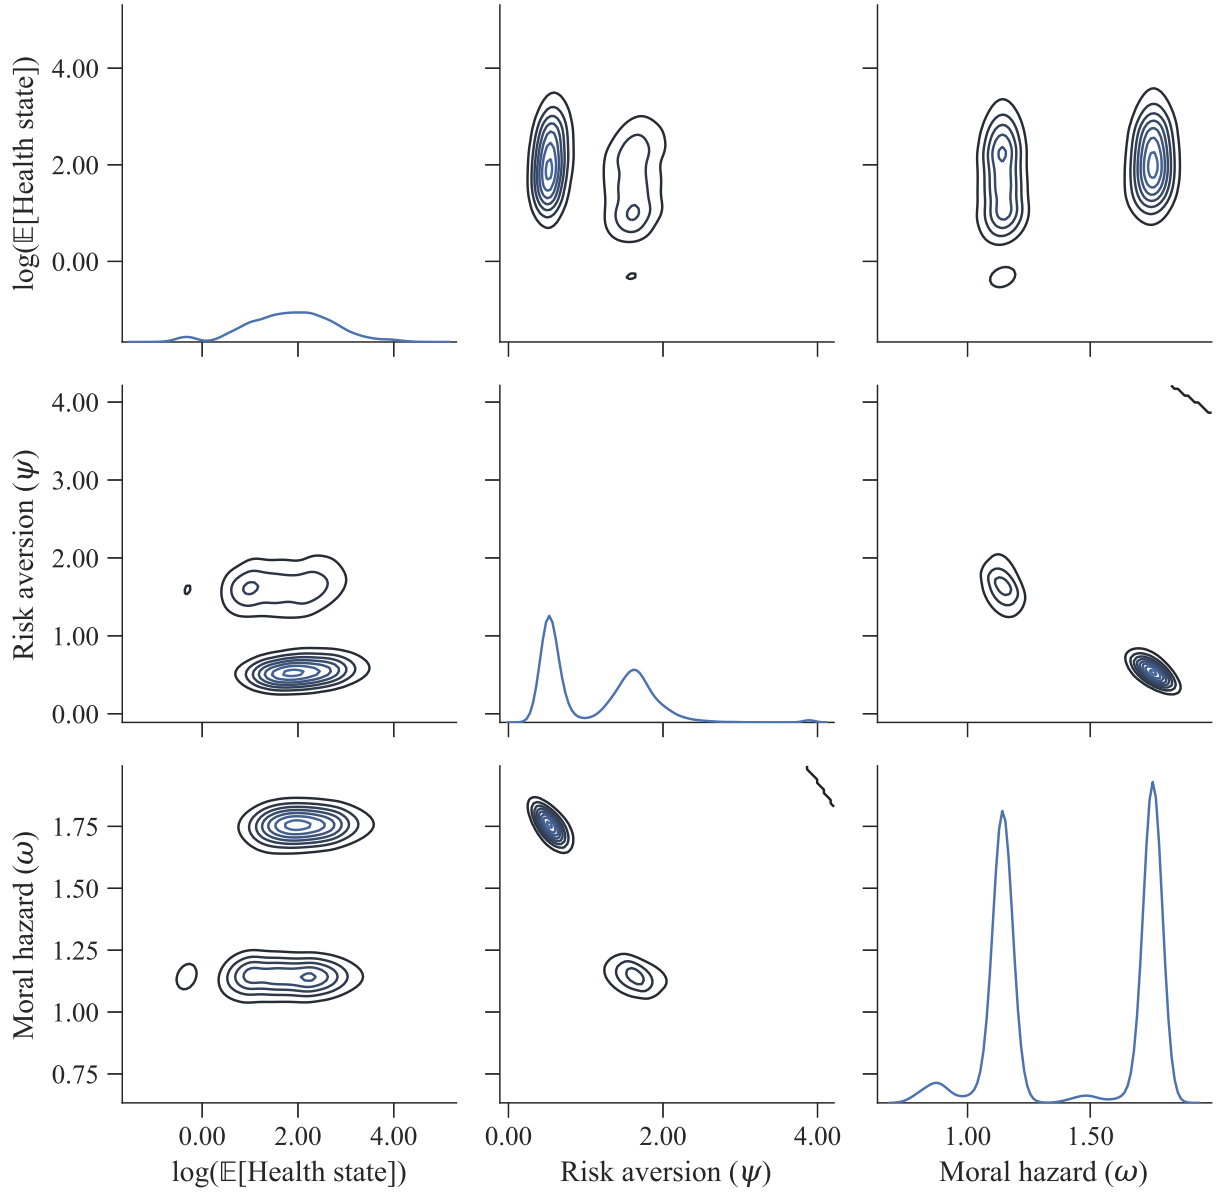 log(𝔼[Health state])
4.00
2.00
0.00
Risk aversion (ψ)
4.00
3.00
2.00
1.00
0.00
Moral hazard (ω)
1.75
1.50
1.25
1.00
0.75
0.00 2.00 4.00
0.00 2.00 4.00
1.00 1.50
log(𝔼[Health state])
Risk aversion (ψ)
Moral hazard (ω)